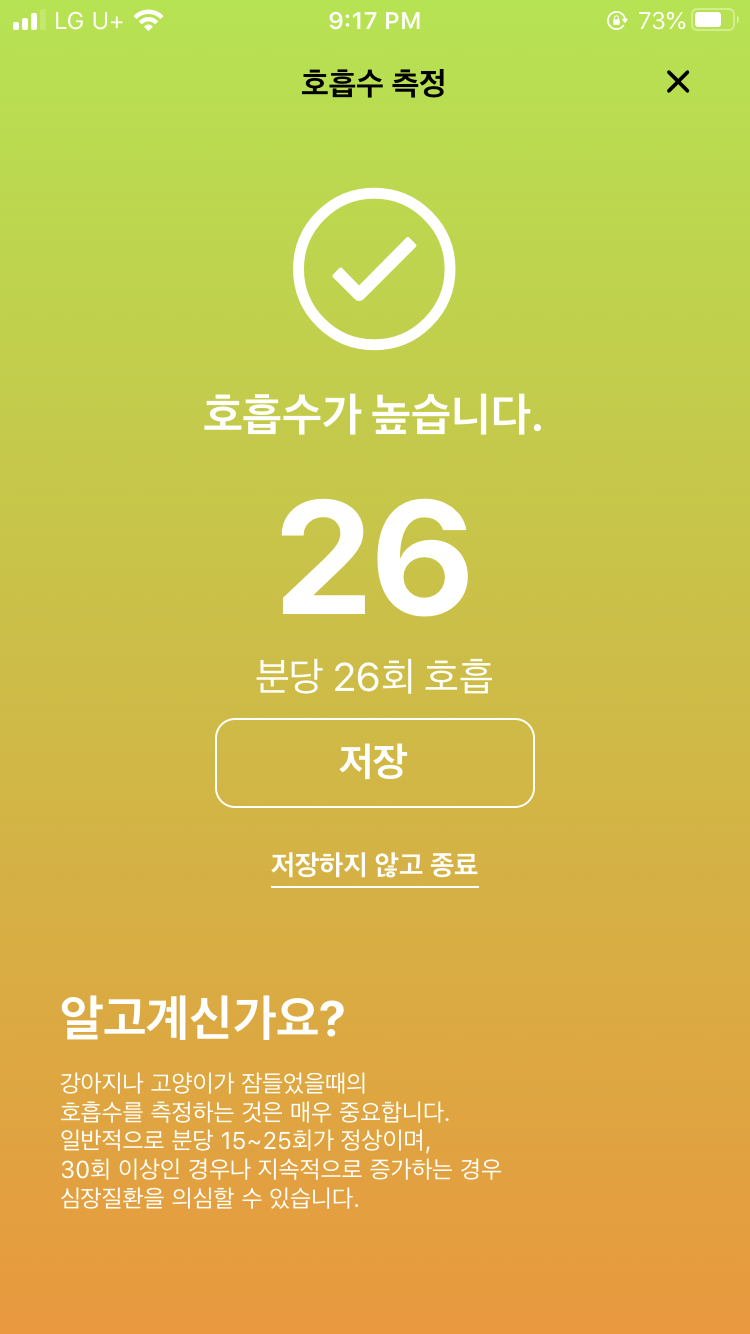 LG U+ 9:17 PM 73%
호흡수 측정
호흡수가 높습니다.
26
분당 26회 호흡
저장
저장하지 않고 종료
알고계신가요?
강아지나 고양이가 잠들었을때의
호흡수를 측정하는 것은 매우 중요합니다.
일반적으로 분당 15~25회가 정상이며,
30회 이상인 경우나 지속적으로 증가하는 경우
심장질환을 의심할 수 있습니다.